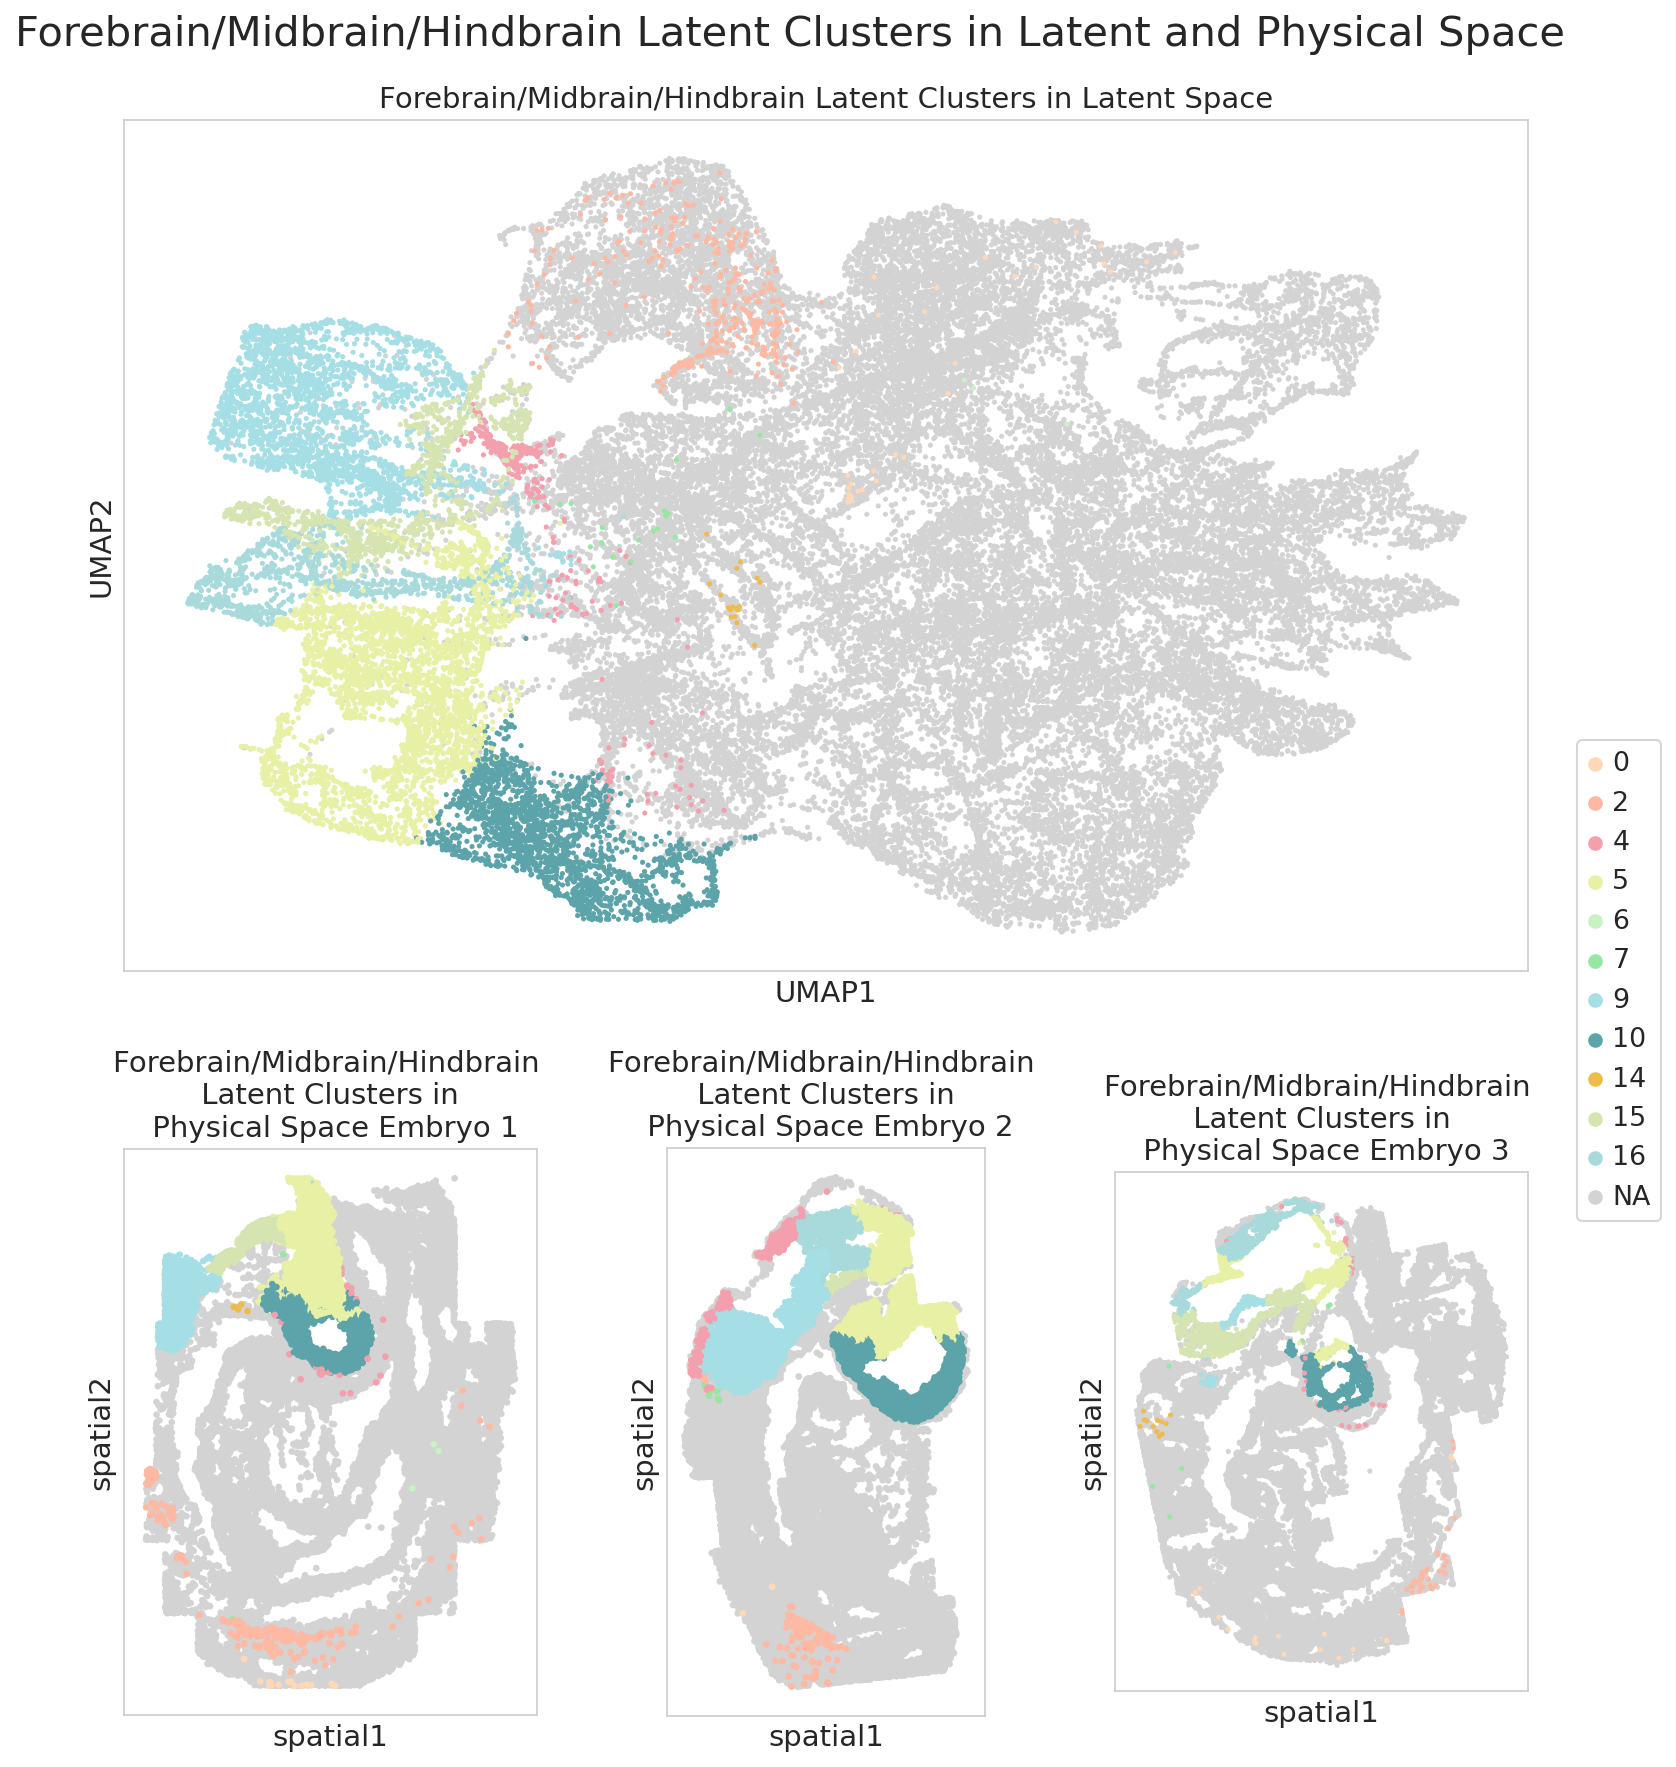 Forebrain/Midbrain/Hindbrain Latent Clusters in Latent and Physical Space
Forebrain/Midbrain/Hindbrain Latent Clusters in Latent Space
UMAP2
UMAP1
0
2
4
5
6
7
9
10
14
15
16
NA
Forebrain/Midbrain/Hindbrain
Latent Clusters in
Physical Space Embryo 1
spatial2
spatial1
Forebrain/Midbrain/Hindbrain
Latent Clusters in
Physical Space Embryo 2
spatial2
spatial1
Forebrain/Midbrain/Hindbrain
Latent Clusters in
Physical Space Embryo 3
spatial2
spatial1